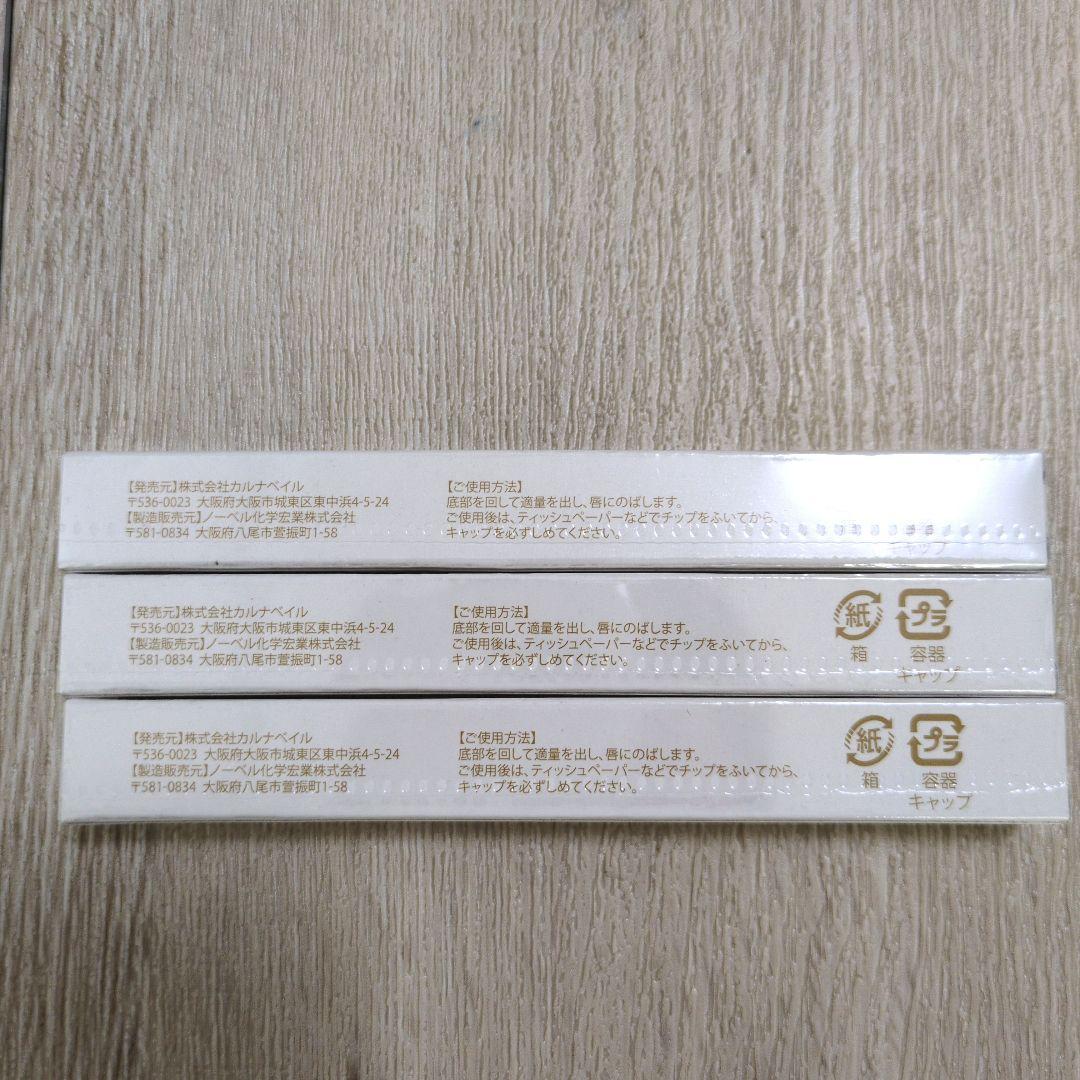 【発売元】株式会社カルナベイル
〒536-0023 大阪府大阪市城東区東中浜4-5-24
【製造販売元】ノーベル化学宏業株式会社
〒581-0834 大阪府八尾市萱振町1-58
【ご使用方法】
底部を回して適量を出し、唇にのばします。
ご使用後は、ティッシュペーパーなどでチップをふいてから、
キャップを必ずしめてください。
キャップ
【発売元】株式会社カルナベイル
〒536-0023 大阪府大阪市城東区東中浜4-5-24
【製造販売元】ノーベル化学宏業株式会社
〒581-0834 大阪府八尾市萱振町1-58
【ご使用方法】
底部を回して適量を出し、唇にのばします。
ご使用後は、ティッシュペーパーなどでチップをふいてから、
キャップを必ずしめてください。
紙 プラ
箱 容器
キャップ
【発売元】株式会社カルナベイル
〒536-0023 大阪府大阪市城東区東中浜4-5-24
【製造販売元】ノーベル化学宏業株式会社
〒581-0834 大阪府八尾市萱振町1-58
【ご使用方法】
底部を回して適量を出し、唇にのばします。
ご使用後は、ティッシュペーパーなどでチップをふいてから、
キャップを必ずしめてください。
紙 プラ
箱 容器
キャップ